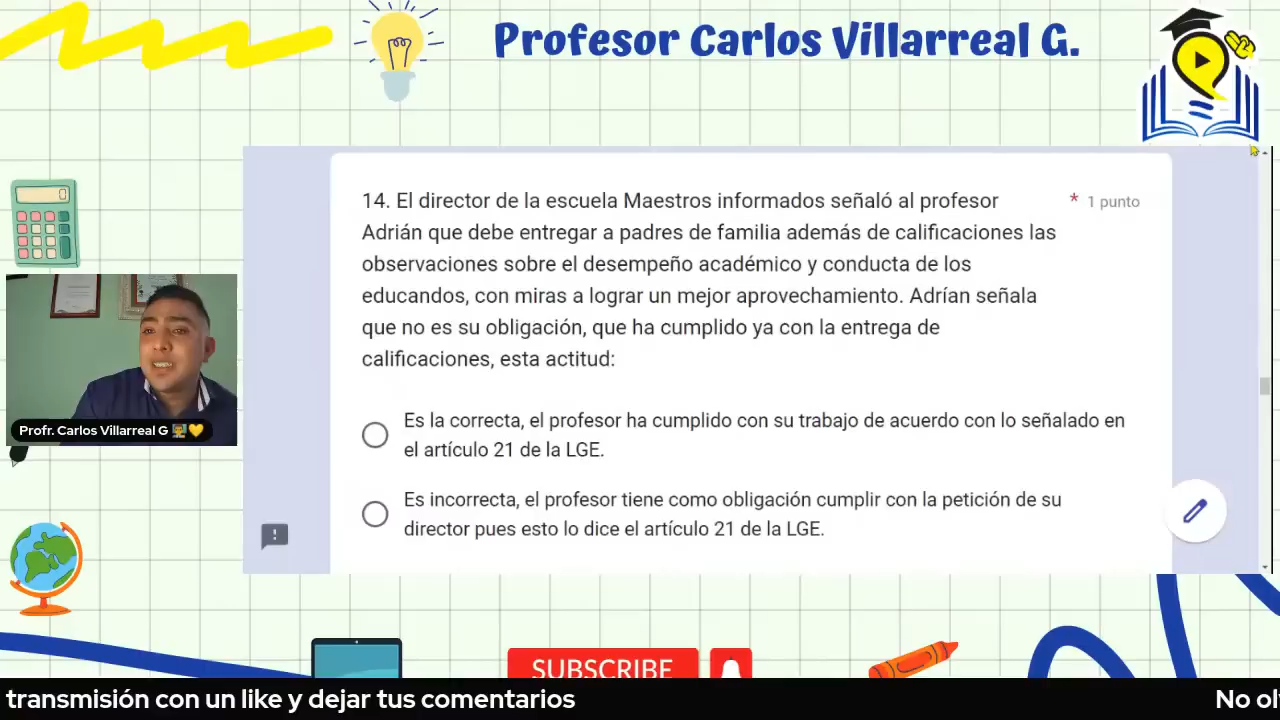 Profesor Carlos Villarreal G.
14. El director de la escuela Maestros informados señaló al profesor
* 1 punto
Adrián que debe entregar a padres de familia además de calificaciones las
observaciones sobre el desempeño académico y conducta de los
educandos, con miras a lograr un mejor aprovechamiento. Adrían señala
que no es su obligación, que ha cumplido ya con la entrega de
calificaciones, esta actitud:
Es la correcta, el profesor ha cumplido con su trabajo de acuerdo con lo señalado en
el artículo 21 de la LGE.
Es incorrecta, el profesor tiene como obligación cumplir con la petición de su
director pues esto lo dice el artículo 21 de la LGE.
Profr. Carlos Villarreal G
SUBSCRIBE
transmisión con un like y dejar tus comentarios
No